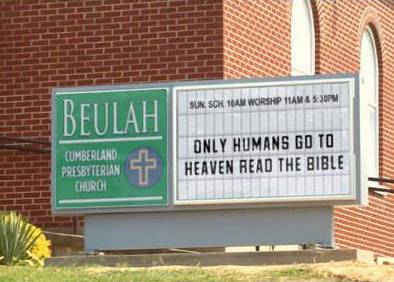 BEULAH
CUMBERLAND
PRESBYTERIAN
CHURCH
SUN. SCH. 10AM WORSHIP 11AM & 5:30PM
ONLY HUMANS GO TO
HEAVEN READ THE BIBLE